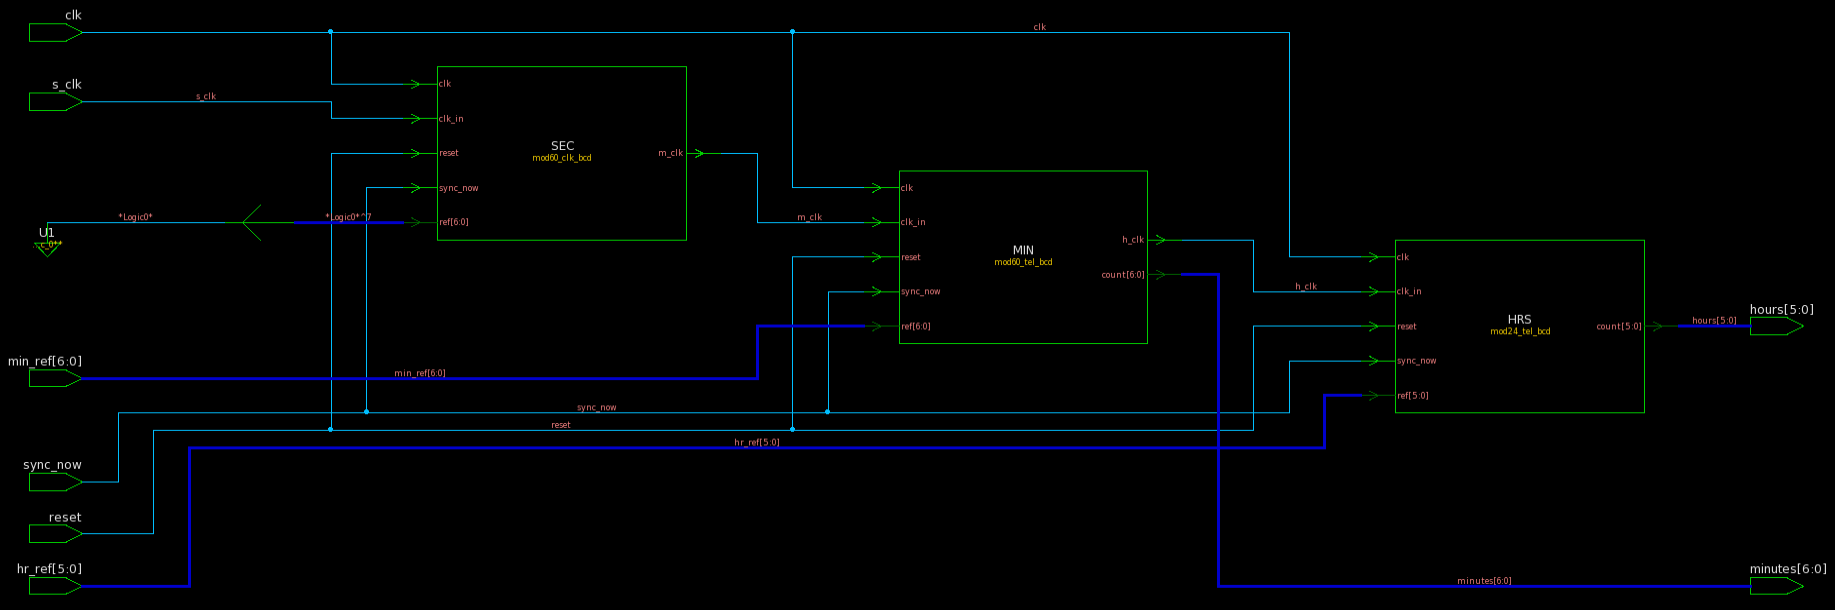 clk
clk
s_clk
s_clk
clk
clk_in
SEC
mod60_clk_bcd
reset
m_clk
sync_now
*Logic0*
*Logic0*^7
ref[6:0]
U1
clk
m_clk
clk_in
MIN
mod60_tel_bcd
h_clk
reset
count[6:0]
sync_now
ref[6:0]
clk
h_clk
clk_in
HRS
mod24_tel_bcd
reset
count[5:0]
hours[5:0]
hours[5:0]
sync_now
ref[5:0]
min_ref[6:0]
min_ref[6:0]
sync_now
reset
hr_ref[5:0]
sync_now
reset
hr_ref[5:0]
minutes[6:0]
minutes[6:0]